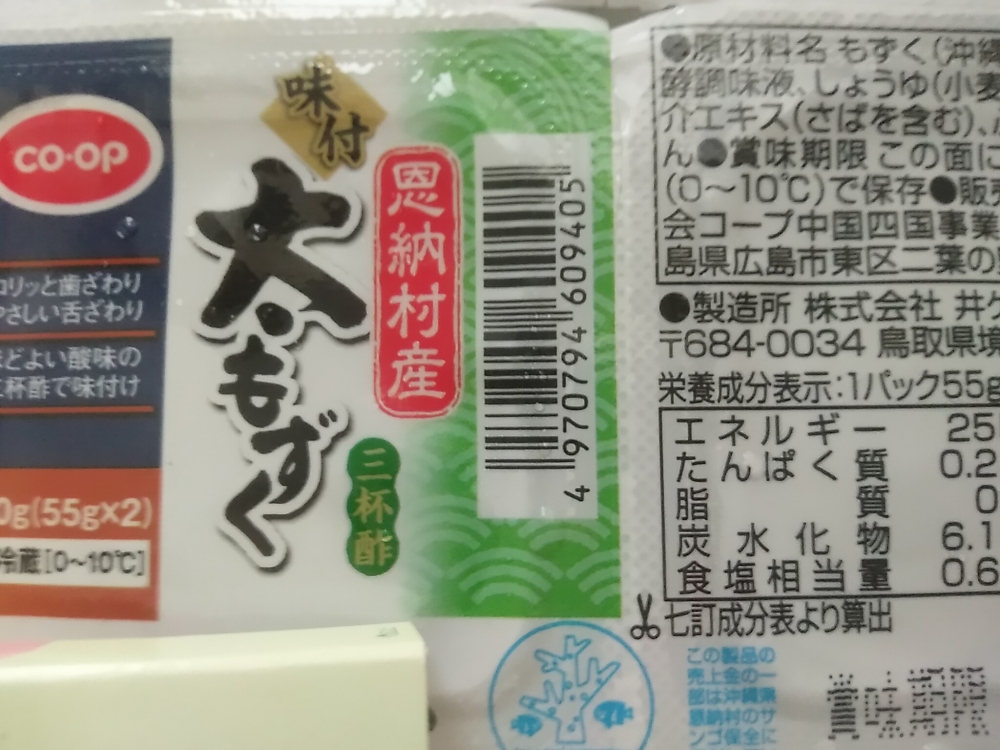 CO·OP
コリッと歯ざわり
やさしい舌ざわり
ほどよい酸味の
三杯酢で味付け
0g(55g×2)
冷蔵[0~10℃]
味付
太もずく
三杯酢
恩納村産
4970794609405
●原材料名 もずく(沖縄
酵調味液、しょうゆ(小麦
介エキス(さばを含む)、
ん●賞味期限 この面に
(0~10℃)で保存●販売
会コープ中国四国事業
島県広島市東区二葉の
●製造所 株式会社 井ケ
〒684-0034 鳥取県境
栄養成分表示:1パック55g
エネルギー 25
たんぱく質 0.2
脂質 0
炭水化物 6.1
食塩相当量 0.6
七訂成分表より算出
この製品の
売上金の一
部は沖縄県
恩納村のサ
ンゴ保全に
賞味期限